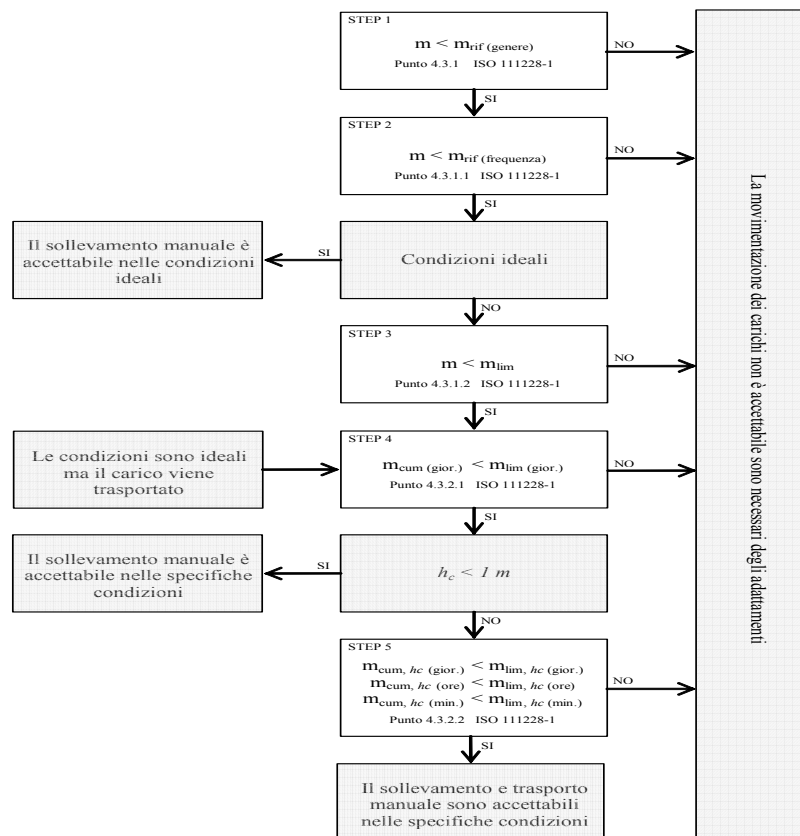 STEP 1
m < mrif (genere)
Punto 4.3.1 ISO 111228-1
NO
SI
STEP 2
m < mrif (frequenza)
Punto 4.3.1.1 ISO 111228-1
NO
SI
Il sollevamento manuale è
accettabile nelle condizioni
ideali
SI
Condizioni ideali
NO
STEP 3
m < mlim
Punto 4.3.1.2 ISO 111228-1
NO
SI
Le condizioni sono ideali
ma il carico viene
trasportato
STEP 4
mcum (gior.) < mlim (gior.)
Punto 4.3.2.1 ISO 111228-1
NO
SI
Il sollevamento manuale è
accettabile nelle specifiche
condizioni
SI
hc < 1 m
NO
STEP 5
mcum, hc (gior.) < mlim, hc (gior.)
mcum, hc (ore) < mlim, hc (ore)
mcum, hc (min.) < mlim, hc (min.)
Punto 4.3.2.2 ISO 111228-1
NO
SI
Il sollevamento e trasporto
manuale sono accettabili
nelle specifiche condizioni
La movimentazione dei carichi non è accettabile sono necessari degli adattamenti